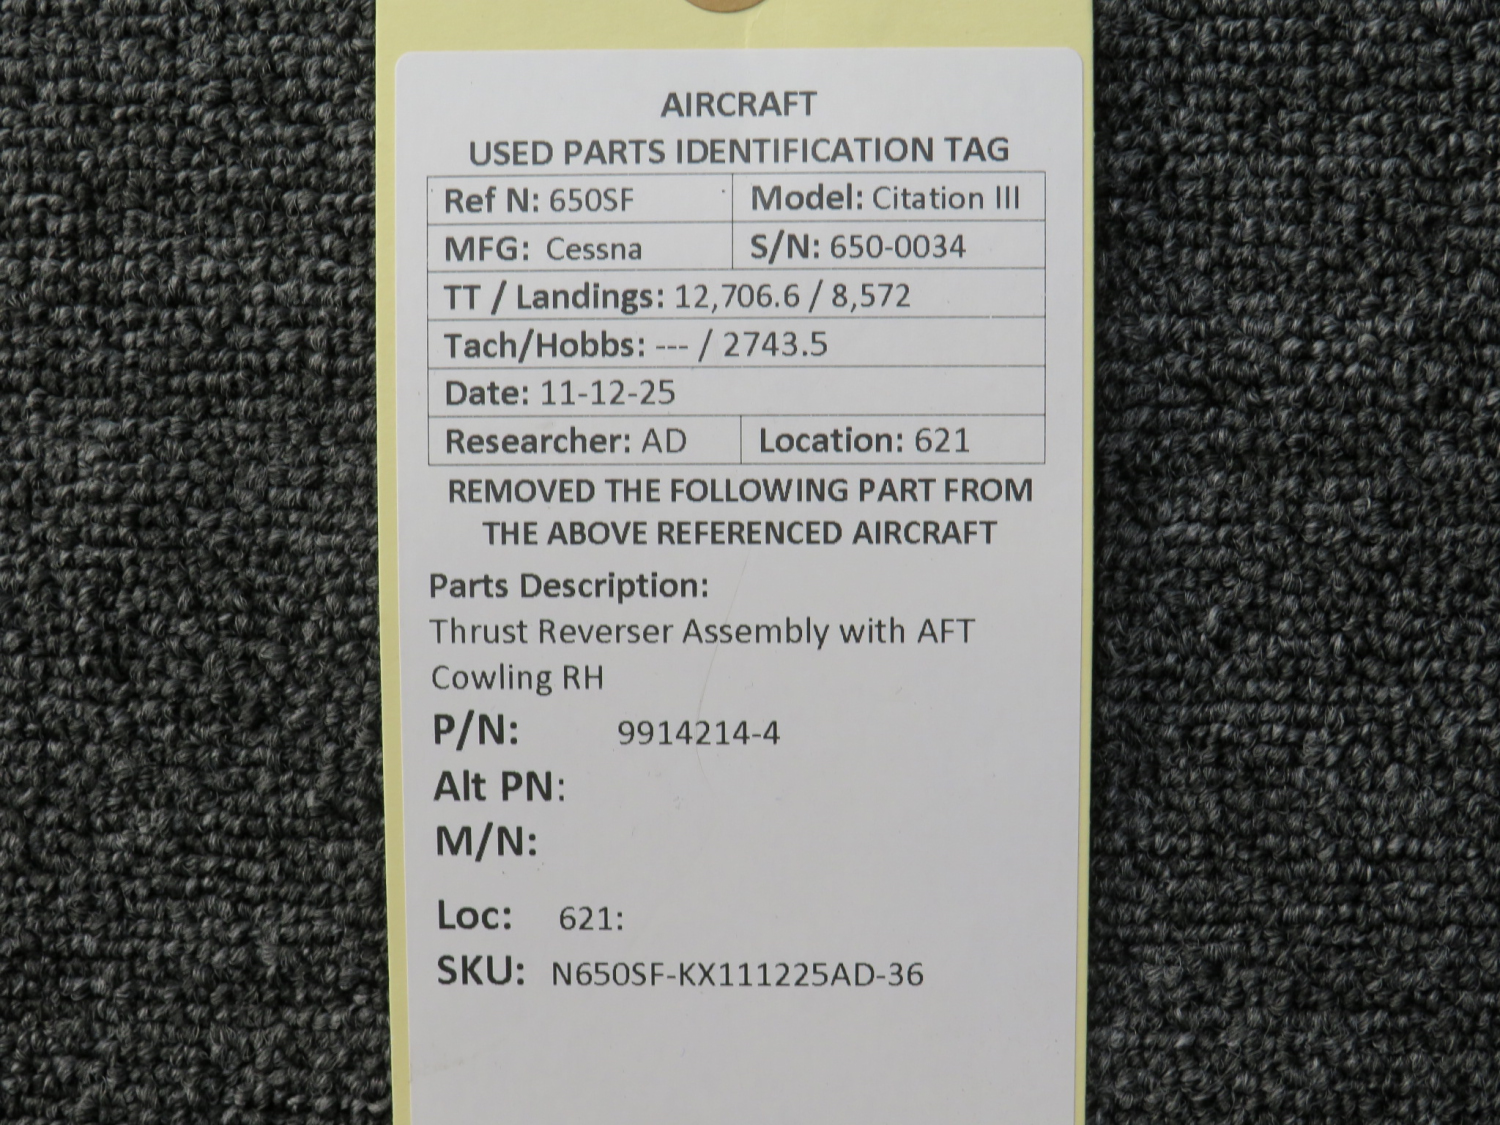 AIRCRAFT
USED PARTS IDENTIFICATION TAG
Ref N: 650SF Model: Citation III
MFG: Cessna S/N: 650-0034
TT / Landings: 12,706.6 / 8,572
Tach/Hobbs: --- / 2743.5
Date: 11-12-25
Researcher: AD Location: 621
REMOVED THE FOLLOWING PART FROM
THE ABOVE REFERENCED AIRCRAFT
Parts Description:
Thrust Reverser Assembly with AFT
Cowling RH
P/N: 9914214-4
Alt PN:
M/N:
Loc: 621:
SKU: N650SF-KX111225AD-36